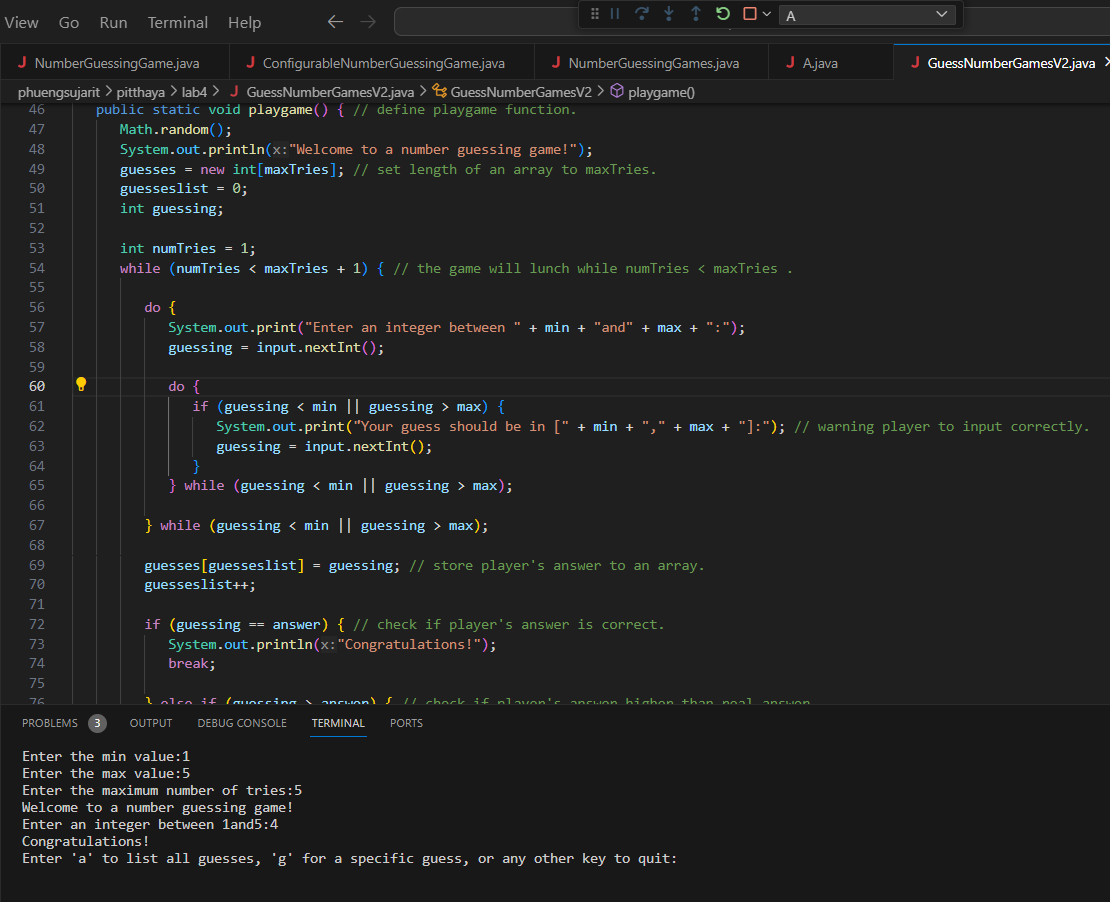 View Go Run Terminal Help A
J NumberGuessingGame.java J ConfigurableNumberGuessingGame.java J NumberGuessingGames.java J A.java J GuessNumberGamesV2.java
phuengsujarit > pitthaya > lab4 > J GuessNumberGamesV2.java > GuessNumberGamesV2 > playgame()
46 public static void playgame() { // define playgame function.
47 Math.random();
48 System.out.println(x:"Welcome to a number guessing game!");
49 guesses = new int[maxTries]; // set length of an array to maxTries.
50 guesseslist = 0;
51 int guessing;
52
53 int numTries = 1;
54 while (numTries < maxTries + 1) { // the game will lunch while numTries < maxTries .
55
56 do {
57 System.out.print("Enter an integer between " + min + "and" + max + ":");
58 guessing = input.nextInt();
59
60 do {
61 if (guessing < min || guessing > max) {
62 System.out.print("Your guess should be in [" + min + "," + max + "]:"); // warning player to input correctly.
63 guessing = input.nextInt();
64 }
65 } while (guessing < min || guessing > max);
66
67 } while (guessing < min || guessing > max);
68
69 guesses[guesseslist] = guessing; // store player's answer to an array.
70 guesseslist++;
71
72 if (guessing == answer) { // check if player's answer is correct.
73 System.out.println(x:"Congratulations!");
74 break;
75
76 } else if (guessing > answer) { // check if player's answer higher than real answer
PROBLEMS 3 OUTPUT DEBUG CONSOLE TERMINAL PORTS
Enter the min value:1
Enter the max value:5
Enter the maximum number of tries:5
Welcome to a number guessing game!
Enter an integer between 1and5:4
Congratulations!
Enter 'a' to list all guesses, 'g' for a specific guess, or any other key to quit: